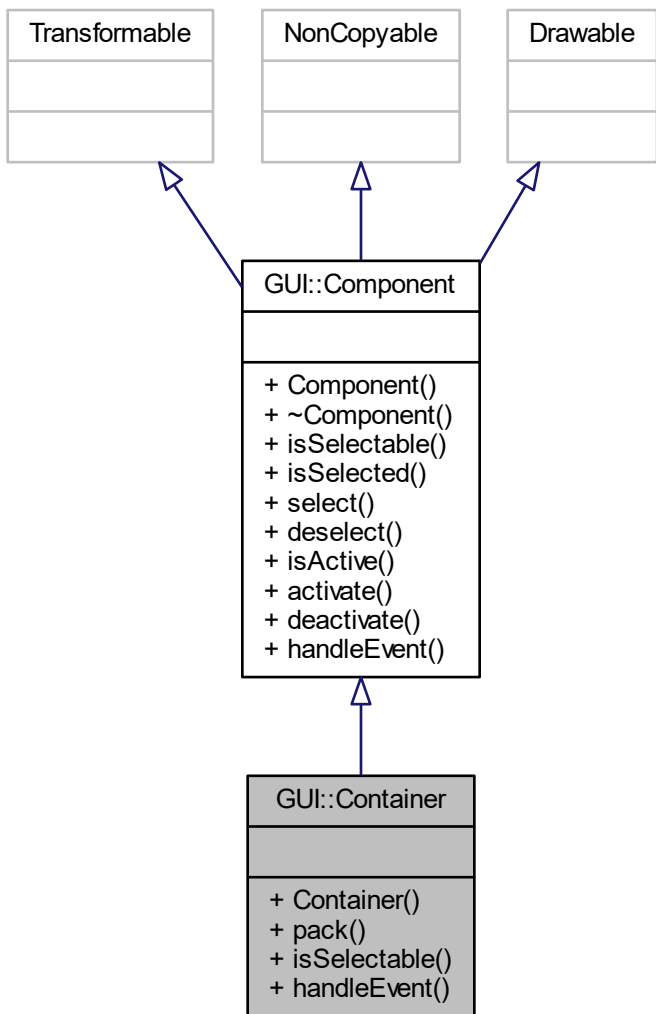 Transformable
NonCopyable
Drawable
GUI::Component
+ Component()
+ ~Component()
+ isSelectable()
+ isSelected()
+ select()
+ deselect()
+ isActive()
+ activate()
+ deactivate()
+ handleEvent()
GUI::Container
+ Container()
+ pack()
+ isSelectable()
+ handleEvent()